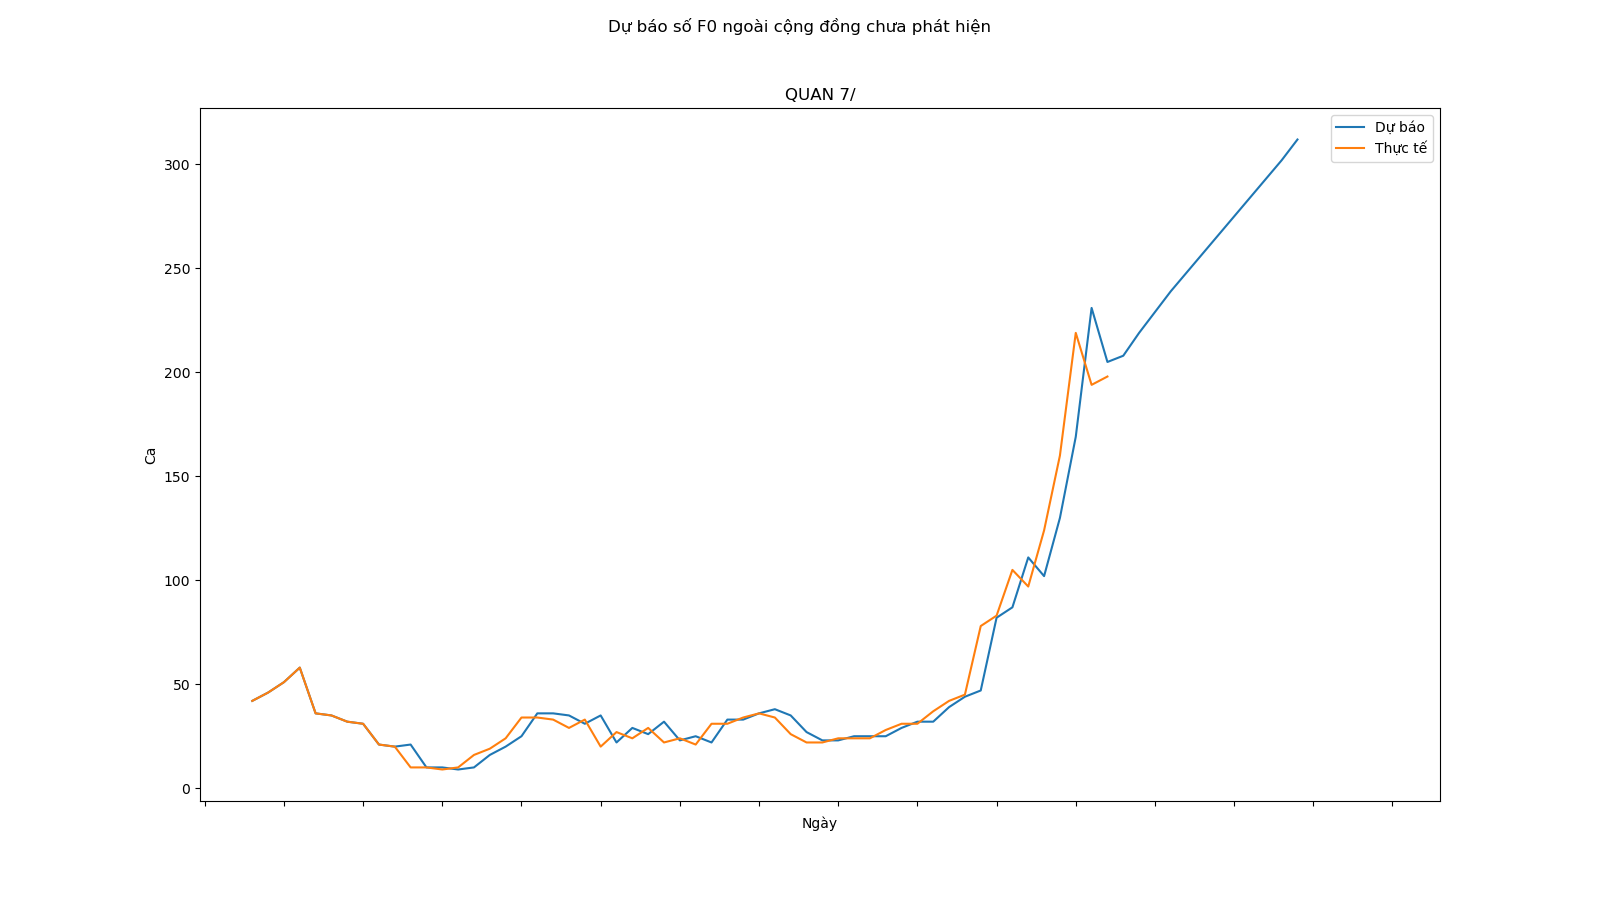 Dự báo số F0 ngoài cộng đồng chưa phát hiện
QUAN 7/
Dự báo
Thực tế
300
250
200
150
100
50
0
Ca
Ngày